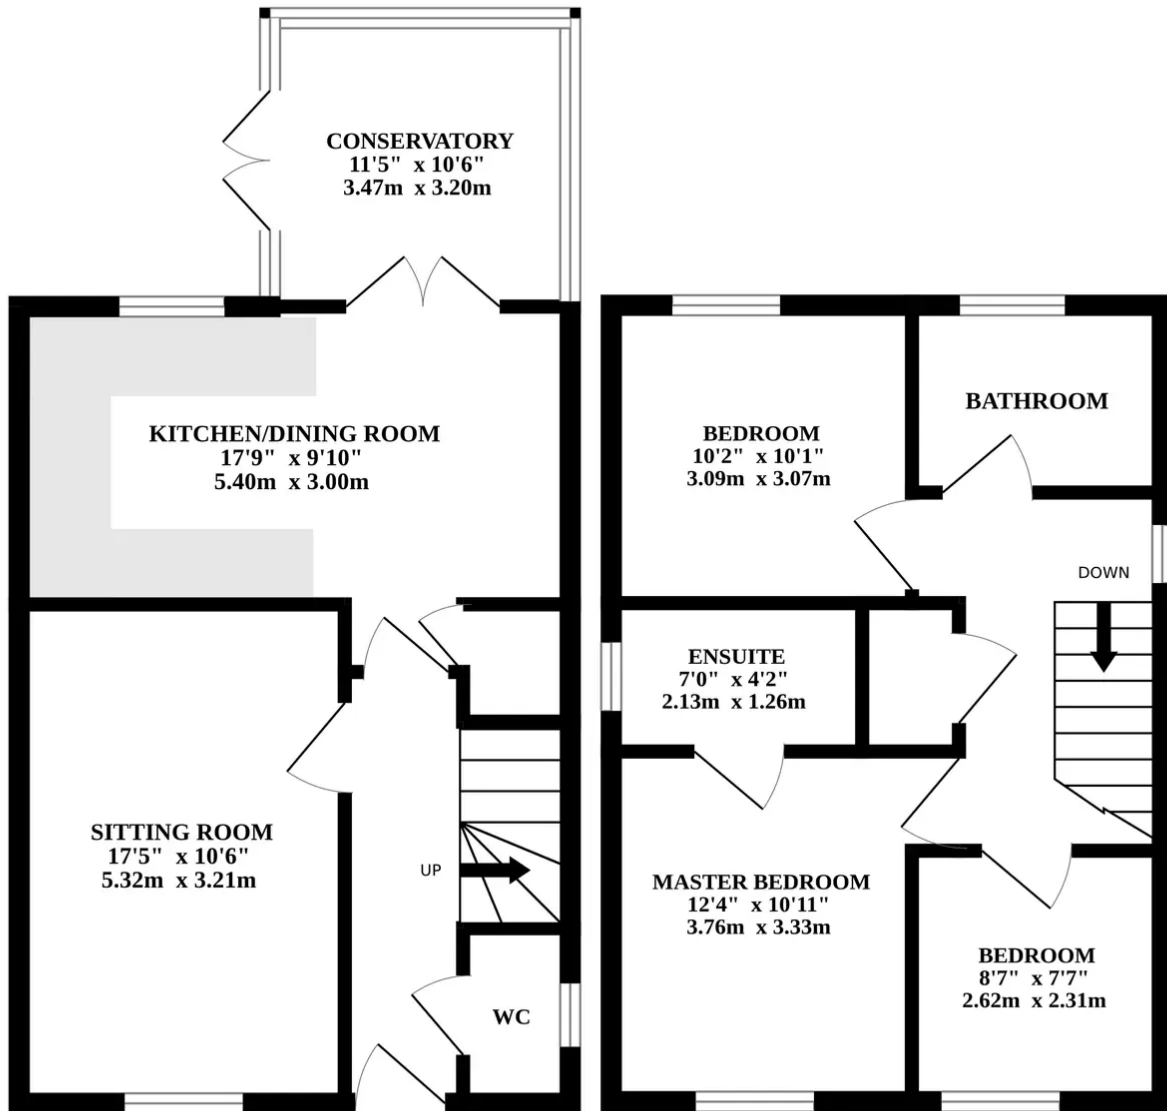 CONSERVATORY
11'5" x 10'6"
3.47m x 3.20m
KITCHEN/DINING ROOM
17'9" x 9'10"
5.40m x 3.00m
SITTING ROOM
17'5" x 10'6"
5.32m x 3.21m
UP
WC
BEDROOM
10'2" x 10'1"
3.09m x 3.07m
BATHROOM
DOWN
ENSUITE
7'0" x 4'2"
2.13m x 1.26m
MASTER BEDROOM
12'4" x 10'11"
3.76m x 3.33m
BEDROOM
8'7" x 7'7"
2.62m x 2.31m